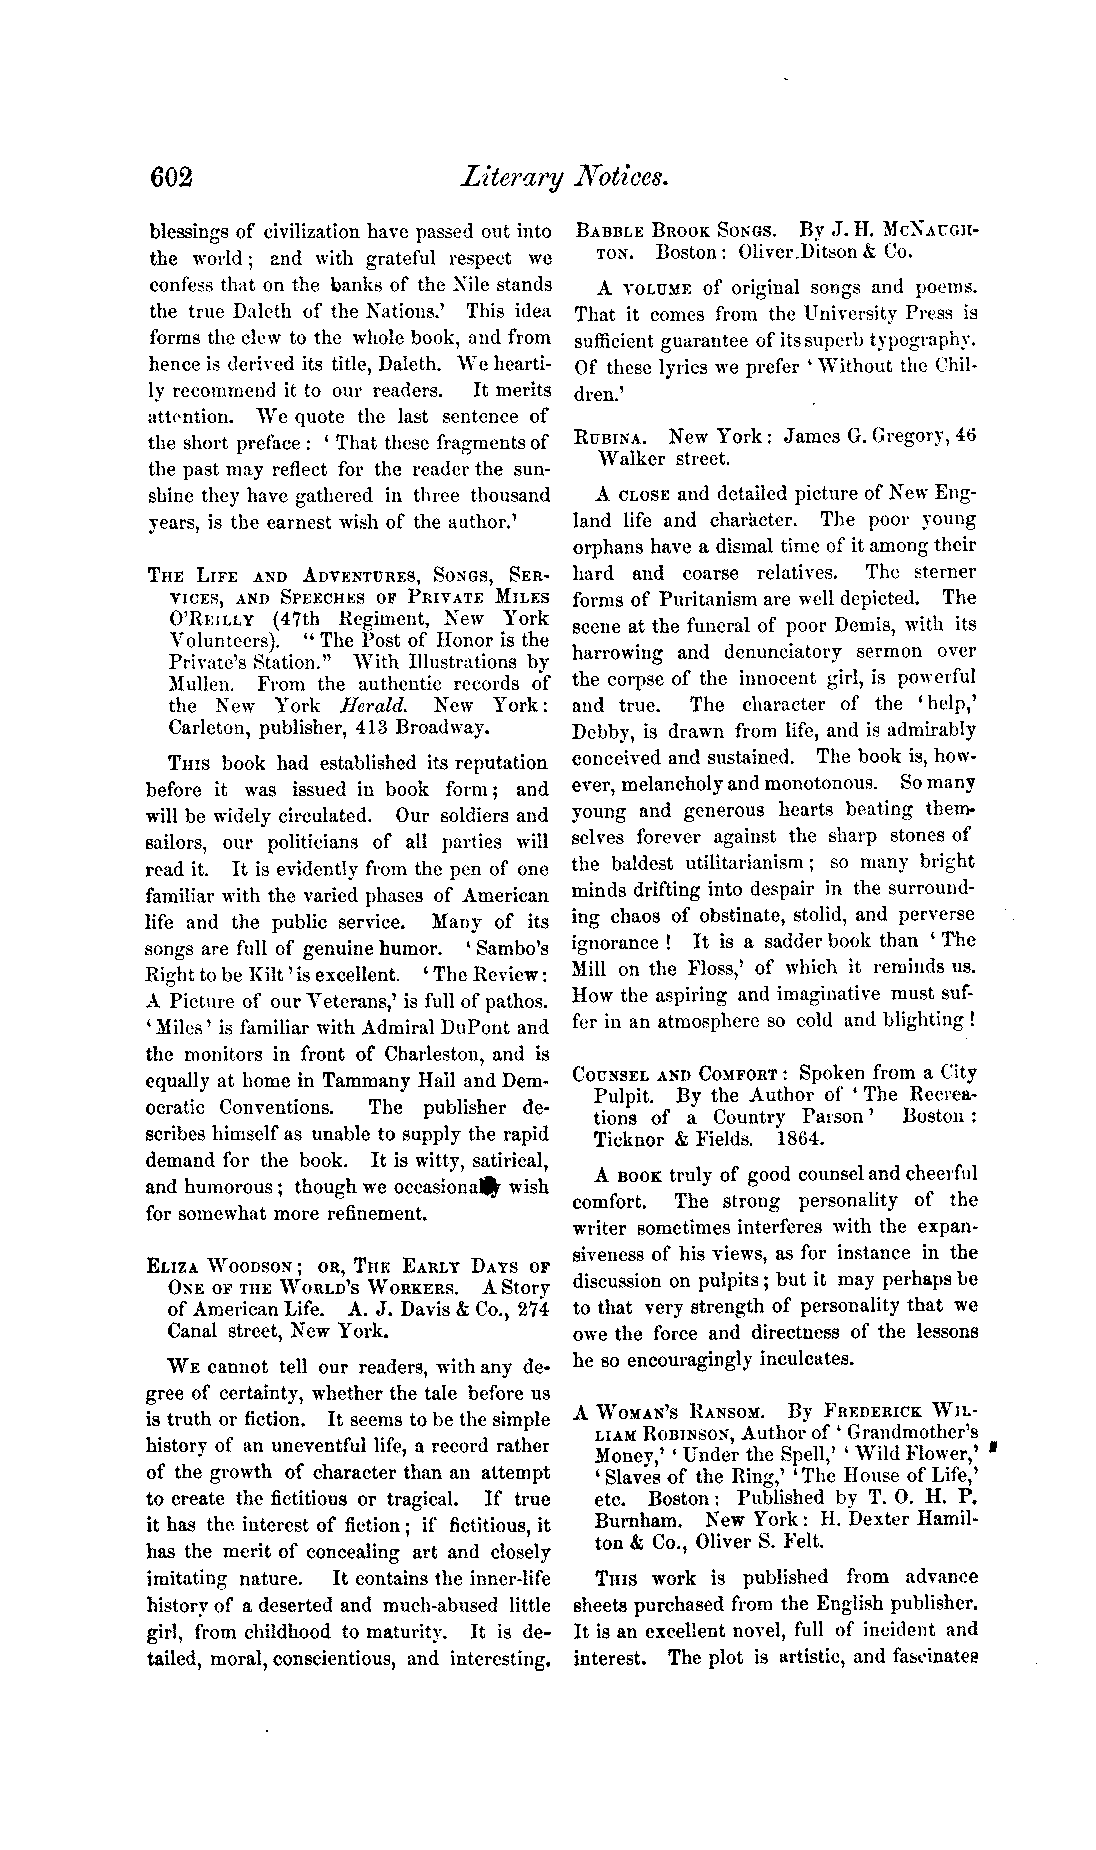 602
Literary Notices.
blessings of civilization have passed out into
the world; and with grateful respect we
confess that on the banks of the Nile stands
the true Daleth of the Nations.' This idea
forms the clew to the whole book, and from
hence is derived its title, Daleth. We hearti-
ly recommend it to our readers. It merits
attention. We quote the last sentence of
the short preface: 'That these fragments of
the past may reflect for the reader the sun-
shine they have gathered in three thousand
years, is the earnest wish of the author.'
THE LIFE AND ADVENTURES, SONGS, SER-
VICES, AND SPEECHES OF PRIVATE MILES
O'REILLY (47th Regiment, New York
Volunteers). "The Post of Honor is the
Private's Station." With Illustrations by
Mullen. From the authentic records of
the New York Herald. New York:
Carleton, publisher, 413 Broadway.
THIS book had established its reputation
before it was issued in book form; and
will be widely circulated. Our soldiers and
sailors, our politicians of all parties will
read it. It is evidently from the pen of one
familiar with the varied phases of American
life and the public service. Many of its
songs are full of genuine humor. 'Sambo's
Right to be Kilt' is excellent. 'The Review:
A Picture of our Veterans,' is full of pathos.
'Miles' is familiar with Admiral DuPont and
the monitors in front of Charleston, and is
equally at home in Tammany Hall and Dem-
ocratic Conventions. The publisher de-
scribes himself as unable to supply the rapid
demand for the book. It is witty, satirical,
and humorous; though we occasionally wish
for somewhat more refinement.
ELIZA WOODSON; OR, THE EARLY DAYS OF
ONE OF THE WORLD'S WORKERS. A Story
of American Life. A. J. Davis & Co., 274
Canal street, New York.
WE cannot tell our readers, with any de-
gree of certainty, whether the tale before us
is truth or fiction. It seems to be the simple
history of an uneventful life, a record rather
of the growth of character than an attempt
to create the fictitious or tragical. If true
it has the interest of fiction; if fictitious, it
has the merit of concealing art and closely
imitating nature. It contains the inner-life
history of a deserted and much-abused little
girl, from childhood to maturity. It is de-
tailed, moral, conscientious, and interesting.
BABBLE BROOK SONGS. By J. H. MCNAUGH-
TON. Boston: Oliver Ditson & Co.
A VOLUME of original songs and poems.
That it comes from the University Press is
sufficient guarantee of its superb typography.
Of these lyrics we prefer 'Without the Chil-
dren.'
RUBINA. New York: James G. Gregory, 46
Walker street.
A CLOSE and detailed picture of New Eng-
land life and character. The poor young
orphans have a dismal time of it among their
hard and coarse relatives. The sterner
forms of Puritanism are well depicted. The
scene at the funeral of poor Demis, with its
harrowing and denunciatory sermon over
the corpse of the innocent girl, is powerful
and true. The character of the 'help,'
Debby, is drawn from life, and is admirably
conceived and sustained. The book is, how-
ever, melancholy and monotonous. So many
young and generous hearts beating them-
selves forever against the sharp stones of
the baldest utilitarianism; so many bright
minds drifting into despair in the surround-
ing chaos of obstinate, stolid, and perverse
ignorance! It is a sadder book than 'The
Mill on the Floss,' of which it reminds us.
How the aspiring and imaginative must suf-
fer in an atmosphere so cold and blighting!
COUNSEL AND COMFORT: Spoken from a City
Pulpit. By the Author of 'The Recrea-
tions of a Country Parson' Boston:
Ticknor & Fields. 1864.
A BOOK truly of good counsel and cheerful
comfort. The strong personality of the
writer sometimes interferes with the expan-
siveness of his views, as for instance in the
discussion on pulpits; but it may perhaps be
to that very strength of personality that we
owe the force and directness of the lessons
he so encouragingly inculcates.
A WOMAN'S RANSOM. By FREDERICK WIL-
LIAM ROBINSON, Author of 'Grandmother's
Money,' 'Under the Spell,' 'Wild Flower,'
'Slaves of the Ring,' 'The House of Life,'
etc. Boston: Published by T. O. H. P.
Burnham. New York: H. Dexter Hamil-
ton & Co., Oliver S. Felt.
THIS work is published from advance
sheets purchased from the English publisher.
It is an excellent novel, full of incident and
interest. The plot is artistic, and fascinates